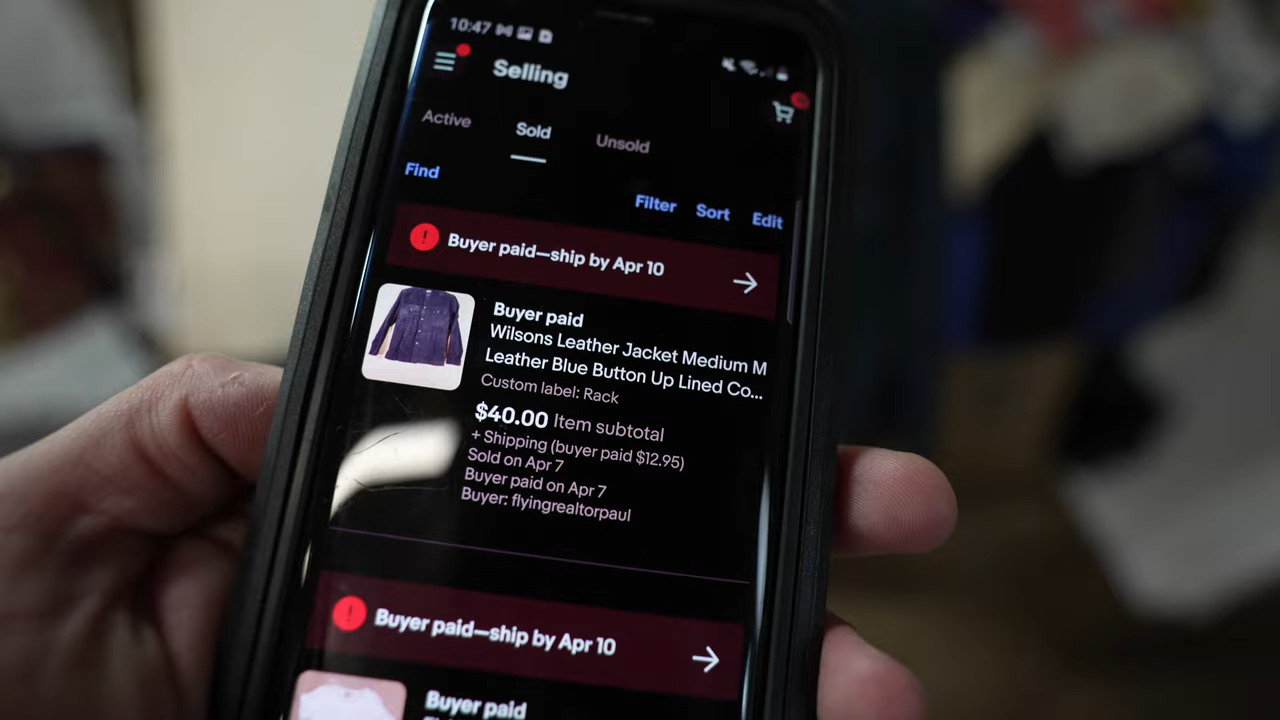 10:47
Selling
Active Sold Unsold
Find
Filter Sort Edit
Buyer paid—ship by Apr 10
Buyer paid
Wilsons Leather Jacket Medium M
Leather Blue Button Up Lined Co...
Custom label: Rack
$40.00 Item subtotal
+ Shipping (buyer paid $12.95)
Sold on Apr 7
Buyer paid on Apr 7
Buyer: flyingrealtorpaul
Buyer paid—ship by Apr 10
Buyer paid